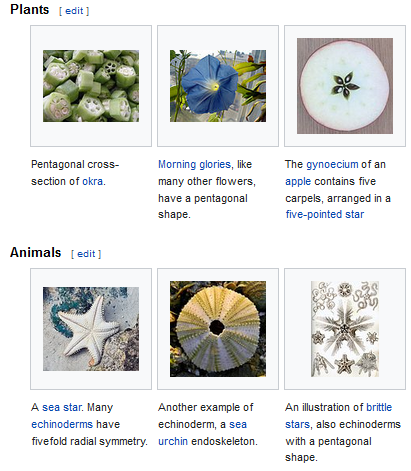 Plants [ edit ]
Pentagonal cross-
section of okra.
Morning glories, like
many other flowers,
have a pentagonal
shape.
The gynoecium of an
apple contains five
carpels, arranged in a
five-pointed star
Animals [ edit ]
A sea star. Many
echinoderms have
fivefold radial symmetry.
Another example of
echinoderm, a sea
urchin endoskeleton.
An illustration of brittle
stars, also echinoderms
with a pentagonal
shape.